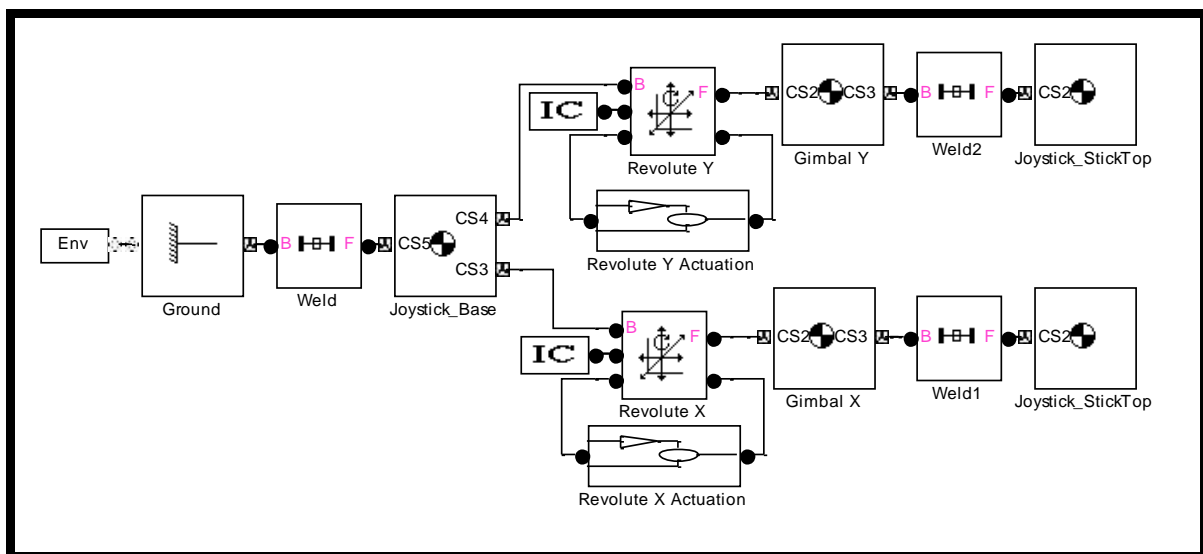 B
F
IC
Revolute Y
CS2
CS3
Gimbal Y
B
F
Weld2
CS2
Joystick_StickTop
Revolute Y Actuation
Env
Ground
B
F
Weld
CS5
CS4
CS3
Joystick_Base
B
F
IC
Revolute X
CS2
CS3
Gimbal X
B
F
Weld1
CS2
Joystick_StickTop
Revolute X Actuation